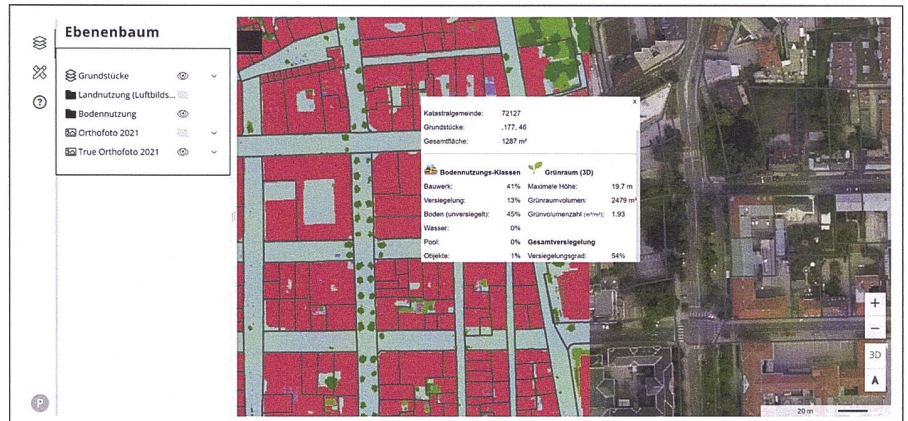 Ebenenbaum
Grundstücke
Landnutzung (Luftbilds...
Bodennutzung
Orthofoto 2021
True Orthofoto 2021
?
P
x
Katastralgemeinde: 72127
Grundstücke: .177, 46
Gesamtfläche: 1287 m²
Bodennutzungs-Klassen Grünraum (3D)
Bauwerk: 41% Maximale Höhe: 19.7 m
Versiegelung: 13% Grünraumvolumen: 2479 m³
Boden (unversiegelt): 45% Grünvolumenzahl (m³/m²): 1.93
Wasser: 0%
Pool: 0% Gesamtversiegelung
Objekte: 1% Versiegelungsgrad: 54%
+
−
3D
20 m